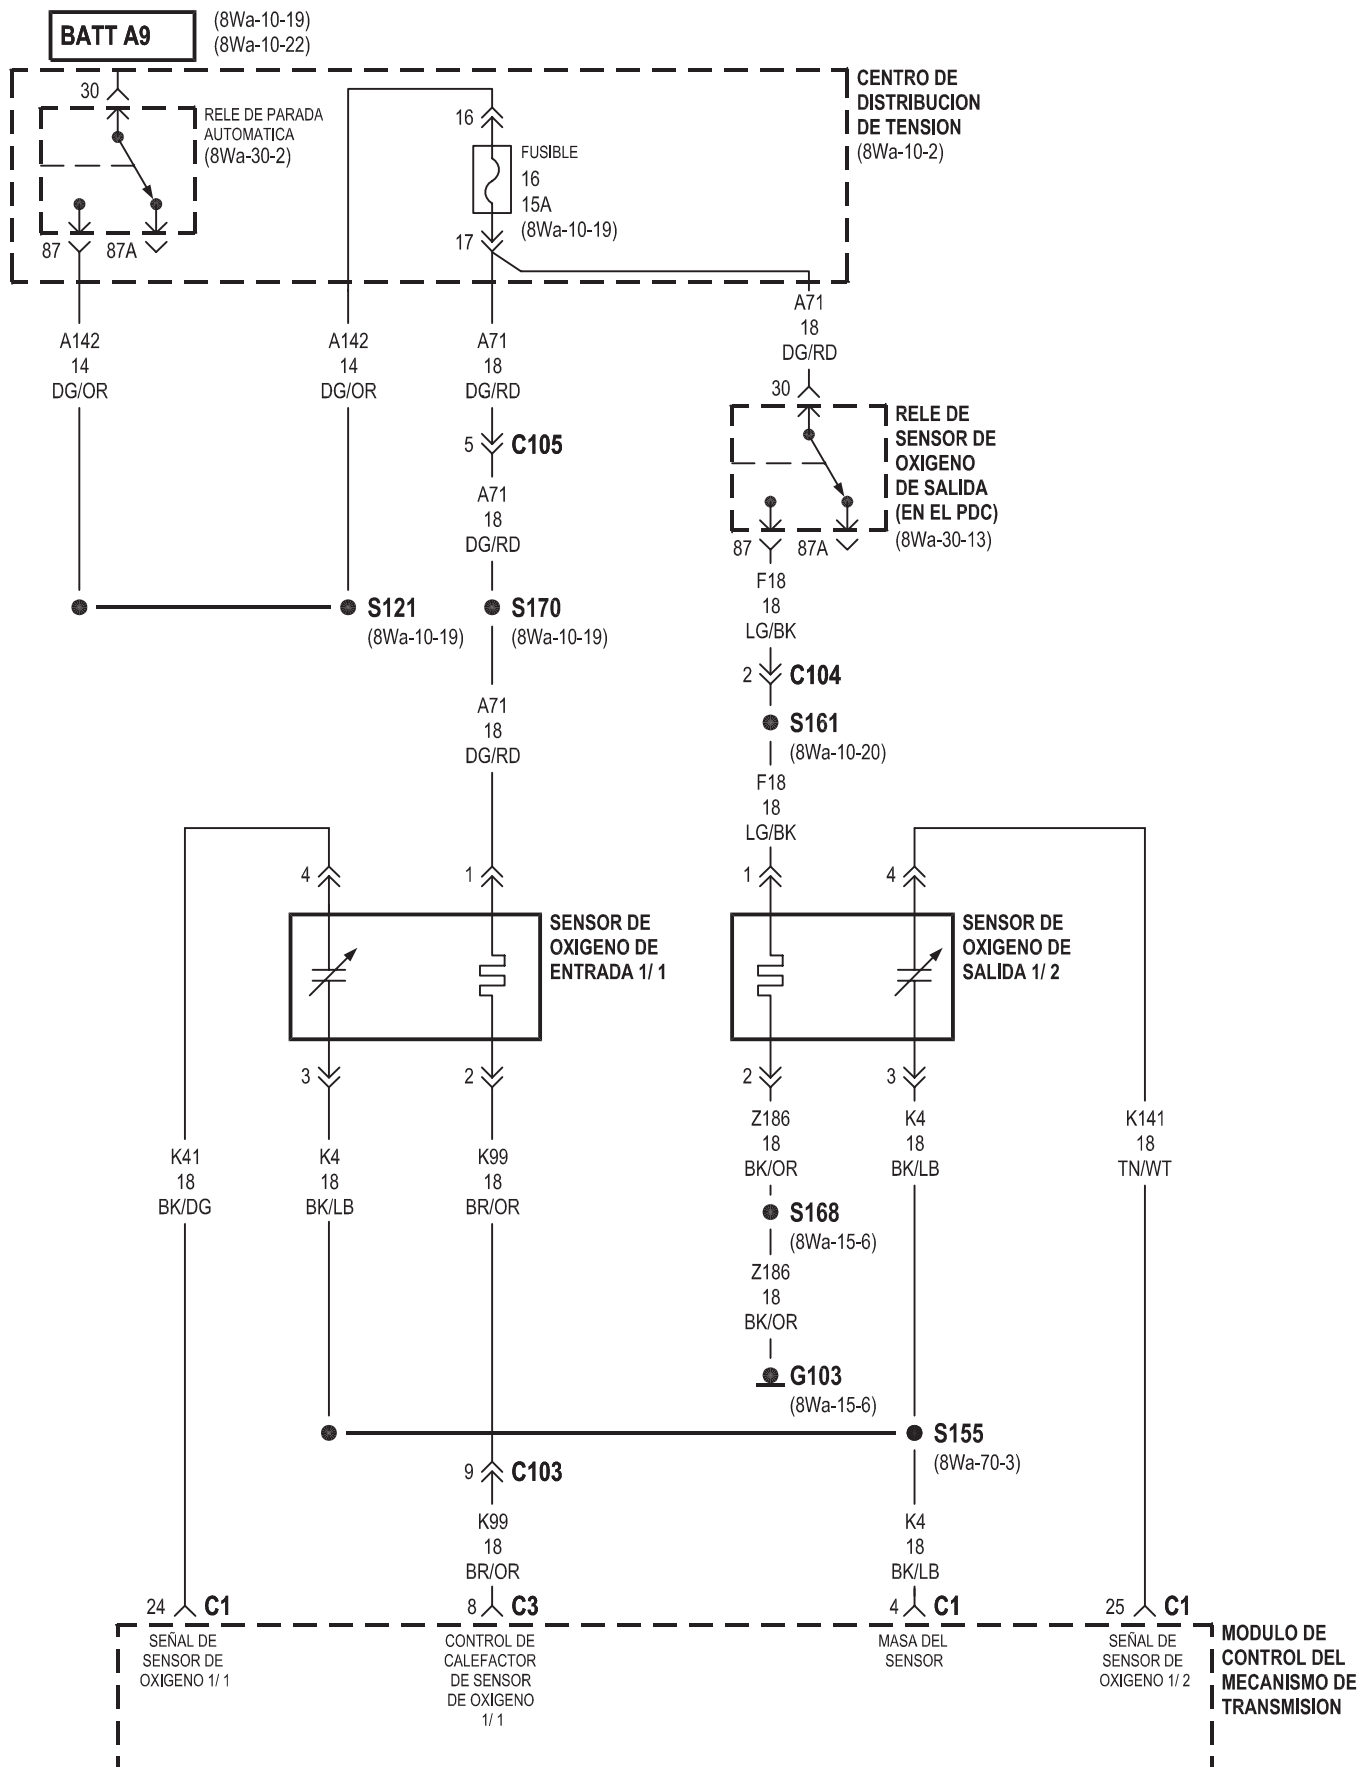 BATT A9
(8Wa-10-19)
(8Wa-10-22)
CENTRO DE
DISTRIBUCION
DE TENSION
(8Wa-10-2)
30
RELE DE PARADA
AUTOMATICA
(8Wa-30-2)
87
87A
16
FUSIBLE
16
15A
(8Wa-10-19)
17
A142
14
DG/OR
A142
14
DG/OR
A71
18
DG/RD
A71
18
DG/RD
5
C105
A71
18
DG/RD
30
RELE DE
SENSOR DE
OXIGENO
DE SALIDA
(EN EL PDC)
(8Wa-30-13)
87
87A
S121
(8Wa-10-19)
S170
(8Wa-10-19)
F18
18
LG/BK
2
C104
S161
(8Wa-10-20)
A71
18
DG/RD
F18
18
LG/BK
4
1
1
4
SENSOR DE
OXIGENO DE
ENTRADA 1/ 1
SENSOR DE
OXIGENO DE
SALIDA 1/ 2
3
2
2
3
K41
18
BK/DG
K4
18
BK/LB
K99
18
BR/OR
Z186
18
BK/OR
K4
18
BK/LB
K141
18
TN/WT
S168
(8Wa-15-6)
Z186
18
BK/OR
G103
(8Wa-15-6)
S155
(8Wa-70-3)
9
C103
K99
18
BR/OR
K4
18
BK/LB
24
C1
8
C3
4
C1
25
C1
SEÑAL DE
SENSOR DE
OXIGENO 1/ 1
CONTROL DE
CALEFACTOR
DE SENSOR
DE OXIGENO
1/ 1
MASA DEL
SENSOR
SEÑAL DE
SENSOR DE
OXIGENO 1/ 2
MODULO DE
CONTROL DEL
MECANISMO DE
TRANSMISION